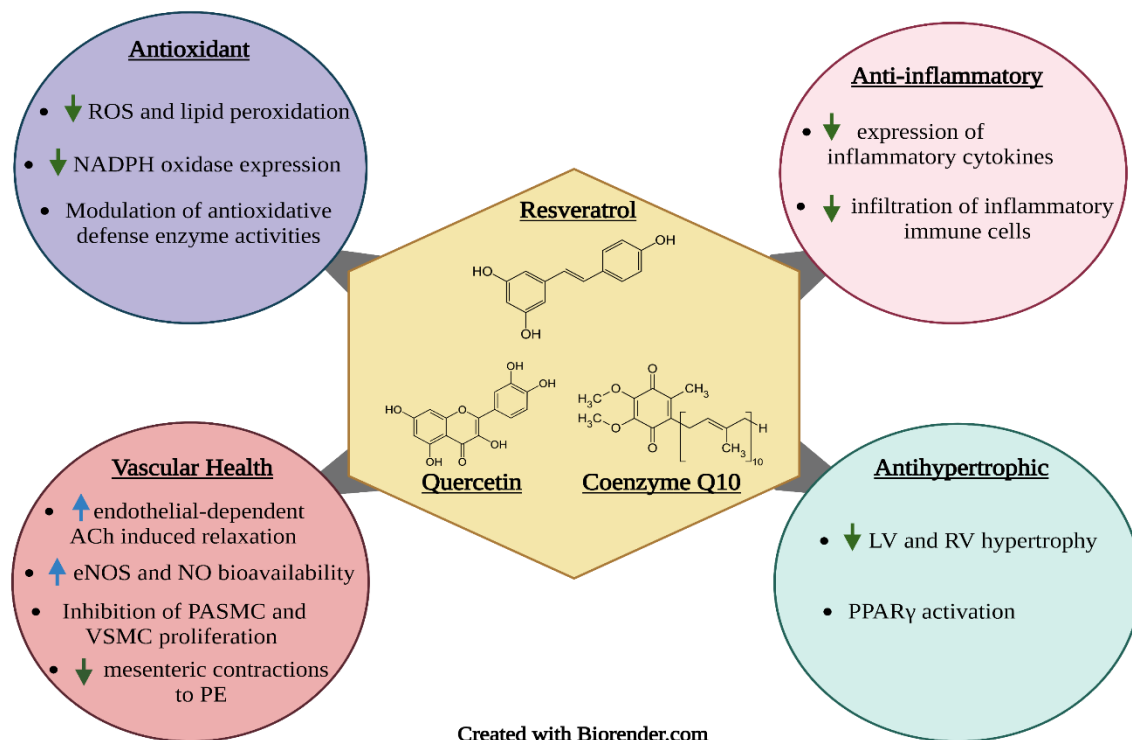 Antioxidant
• ROS and lipid peroxidation
• NADPH oxidase expression
• Modulation of antioxidative
defense enzyme activities
Anti-inflammatory
• expression of
inflammatory cytokines
• infiltration of inflammatory
immune cells
Resveratrol
OH
HO
OH
OH
OH
HO
O
OH
OH
O
Quercetin
O
H₃C
O
CH₃
H₃C
O
O
CH₃
H
10
Coenzyme Q10
Vascular Health
• endothelial-dependent
ACh induced relaxation
• eNOS and NO bioavailability
• Inhibition of PASMC and
VSMC proliferation
• mesenteric contractions
to PE
Antihypertrophic
• LV and RV hypertrophy
• PPARγ activation
Created with Biorender.com